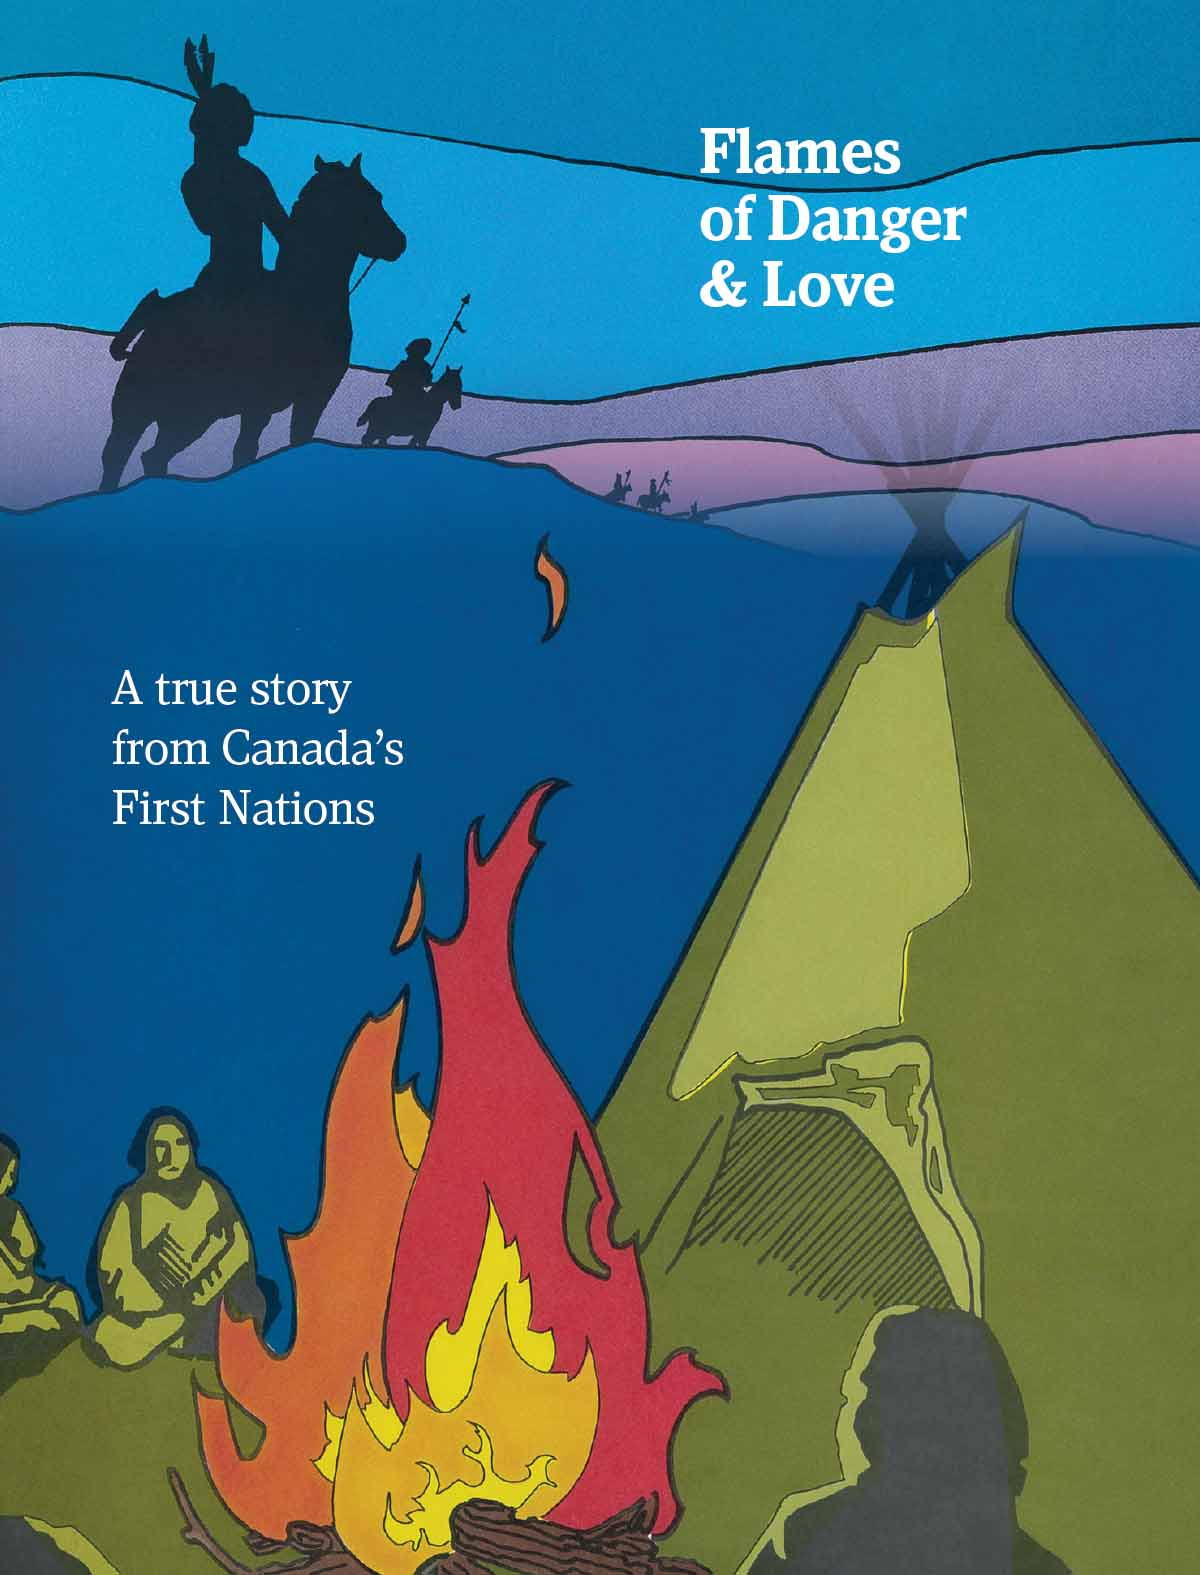 Flames
of Danger
& Love
A true story
from Canada’s
First Nations